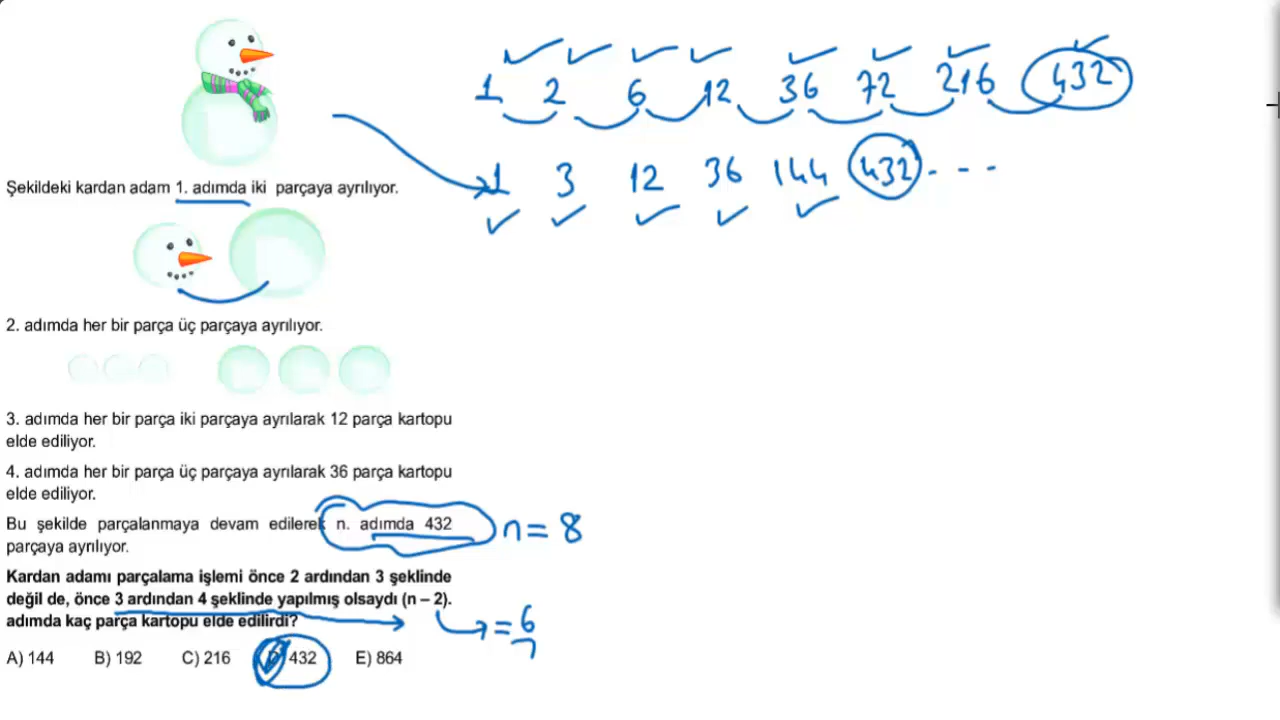 1 2 6 12 36 72 216 432
1 3 12 36 144 432 . - - -
Şekildeki kardan adam 1. adımda iki parçaya ayrılıyor.
2. adımda her bir parça üç parçaya ayrılıyor.
3. adımda her bir parça iki parçaya ayrılarak 12 parça kartopu
elde ediliyor.
4. adımda her bir parça üç parçaya ayrılarak 36 parça kartopu
elde ediliyor.
Bu şekilde parçalanmaya devam edilerek n. adımda 432
parçaya ayrılıyor.
n = 8
Kardan adamı parçalama işlemi önce 2 ardından 3 şeklinde
değil de, önce 3 ardından 4 şeklinde yapılmış olsaydı (n – 2).
adımda kaç parça kartopu elde edilirdi?
= 6
A) 144 B) 192 C) 216 D) 432 E) 864